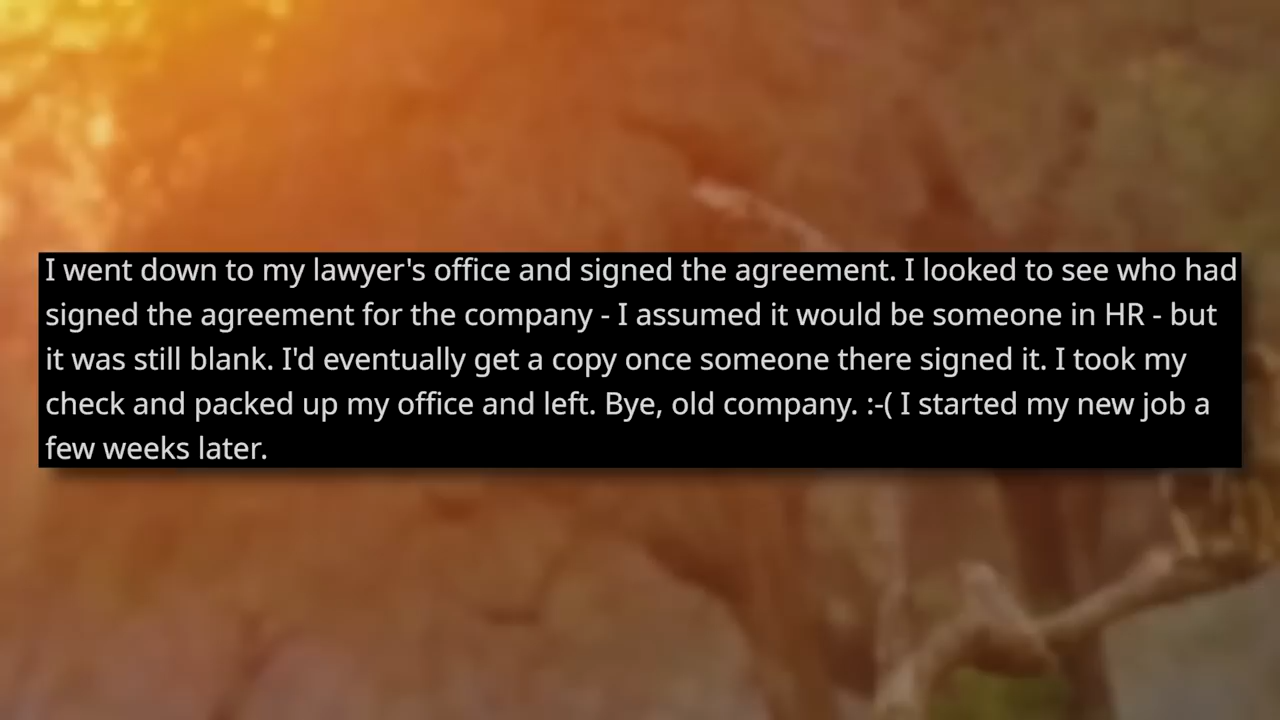 I went down to my lawyer's office and signed the agreement. I looked to see who had
signed the agreement for the company - I assumed it would be someone in HR - but
it was still blank. I'd eventually get a copy once someone there signed it. I took my
check and packed up my office and left. Bye, old company. :-( I started my new job a
few weeks later.